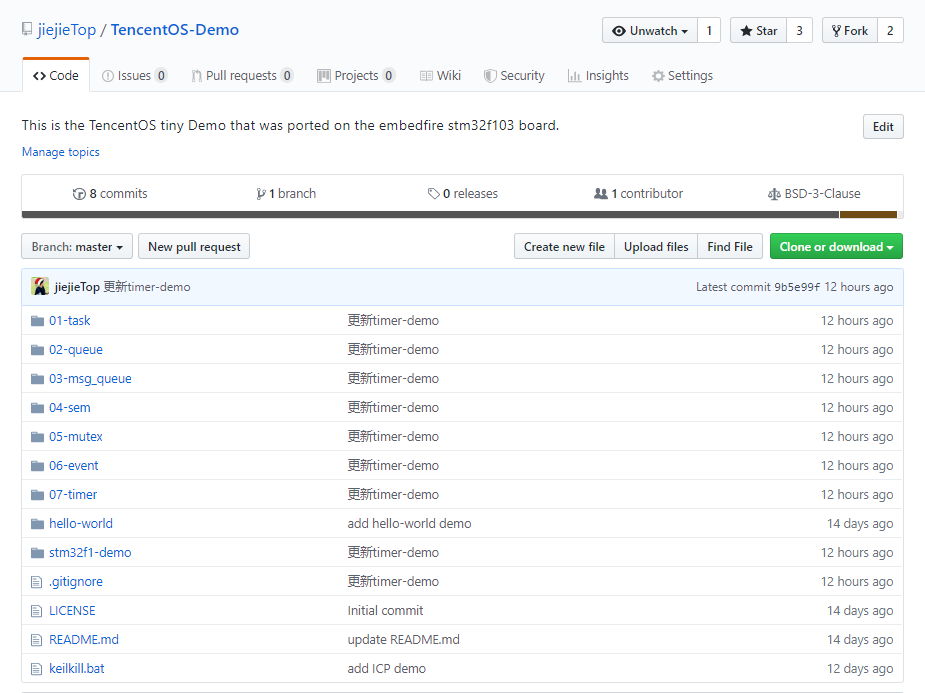 jiejieTop / TencentOS-Demo
Unwatch 1 Star 3 Fork 2
Code Issues 0 Pull requests 0 Projects 0 Wiki Security Insights Settings
This is the TencentOS tiny Demo that was ported on the embedfire stm32f103 board. Edit
Manage topics
8 commits 1 branch 0 releases 1 contributor BSD-3-Clause
Branch: master New pull request Create new file Upload files Find File Clone or download
jiejieTop 更新timer-demo Latest commit 9b5e99f 12 hours ago
01-task 更新timer-demo 12 hours ago
02-queue 更新timer-demo 12 hours ago
03-msg_queue 更新timer-demo 12 hours ago
04-sem 更新timer-demo 12 hours ago
05-mutex 更新timer-demo 12 hours ago
06-event 更新timer-demo 12 hours ago
07-timer 更新timer-demo 12 hours ago
hello-world add hello-world demo 14 days ago
stm32f1-demo 更新timer-demo 12 hours ago
.gitignore 更新timer-demo 12 hours ago
LICENSE Initial commit 14 days ago
README.md update README.md 14 days ago
keilkill.bat add ICP demo 12 days ago